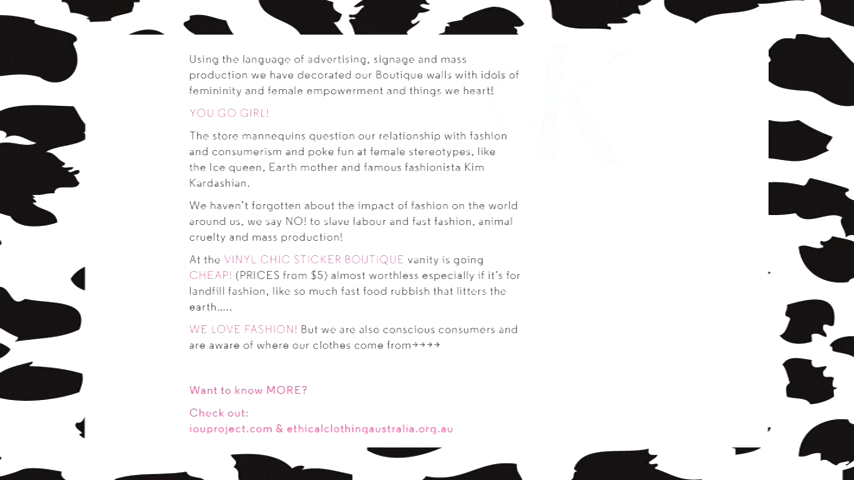 Using the language of advertising, signage and mass
production we have decorated our Boutique walls with idols of
femininity and female empowerment and things we heart!
YOU GO GIRL!
The store mannequins question our relationship with fashion
and consumerism and poke fun at female stereotypes, like
the Ice queen, Earth mother and famous fashionista Kim
Kardashian.
We haven't forgotten about the impact of fashion on the world
around us, we say NO! to slave labour and fast fashion, animal
cruelty and mass production!
At the VINYL CHIC STICKER BOUTIQUE vanity is going
CHEAP! (PRICES from $5) almost worthless especially if it's for
landfill fashion, like so much fast food rubbish that litters the
earth.....
WE LOVE FASHION! But we are also conscious consumers and
are aware of where our clothes come from→→→→
Want to know MORE?
Check out:
iouproject.com & ethicalclothingaustralia.org.au